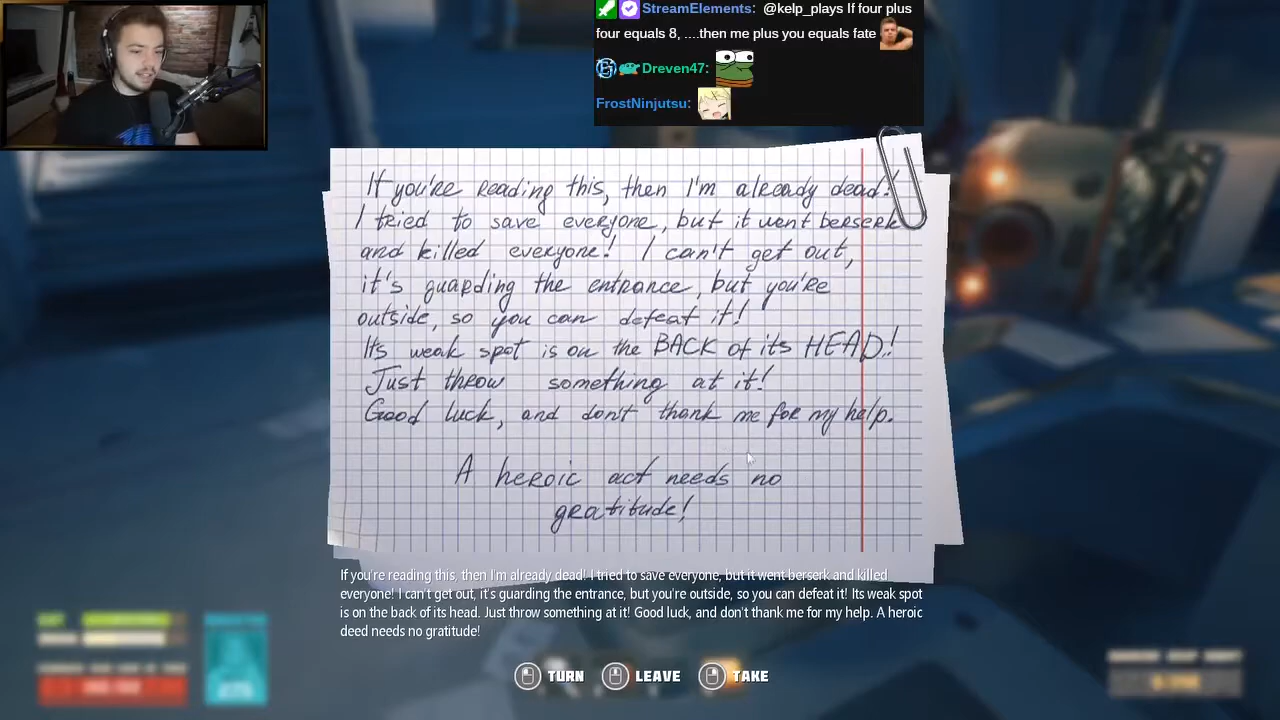 StreamElements: @kelp_plays If four plus
four equals 8, ....then me plus you equals fate
Dreven47:
FrostNinjutsu:
If you're reading this, then I'm already dead!
I tried to save everyone, but it went berserk
and killed everyone! I can't get out,
it's guarding the entrance, but you're
outside, so you can defeat it!
Its weak spot is on the BACK of its HEAD!
Just throw something at it!
Good luck, and don't thank me for my help.
A heroic act needs no
gratitude!
If you're reading this, then I'm already dead! I tried to save everyone, but it went berserk and killed
everyone! I can't get out, it's guarding the entrance, but you're outside, so you can defeat it! Its weak spot
is on the back of its head. Just throw something at it! Good luck, and don't thank me for my help. A heroic
deed needs no gratitude!
TURN LEAVE TAKE